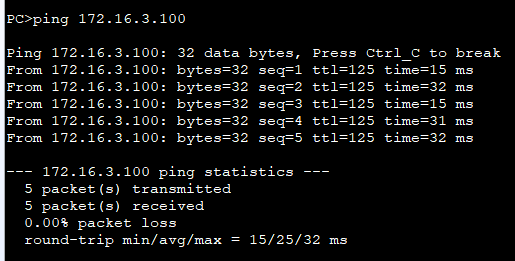 PC>ping 172.16.3.100
Ping 172.16.3.100: 32 data bytes, Press Ctrl_C to break
From 172.16.3.100: bytes=32 seq=1 ttl=125 time=15 ms
From 172.16.3.100: bytes=32 seq=2 ttl=125 time=32 ms
From 172.16.3.100: bytes=32 seq=3 ttl=125 time=15 ms
From 172.16.3.100: bytes=32 seq=4 ttl=125 time=31 ms
From 172.16.3.100: bytes=32 seq=5 ttl=125 time=32 ms
--- 172.16.3.100 ping statistics ---
5 packet(s) transmitted
5 packet(s) received
0.00% packet loss
round-trip min/avg/max = 15/25/32 ms